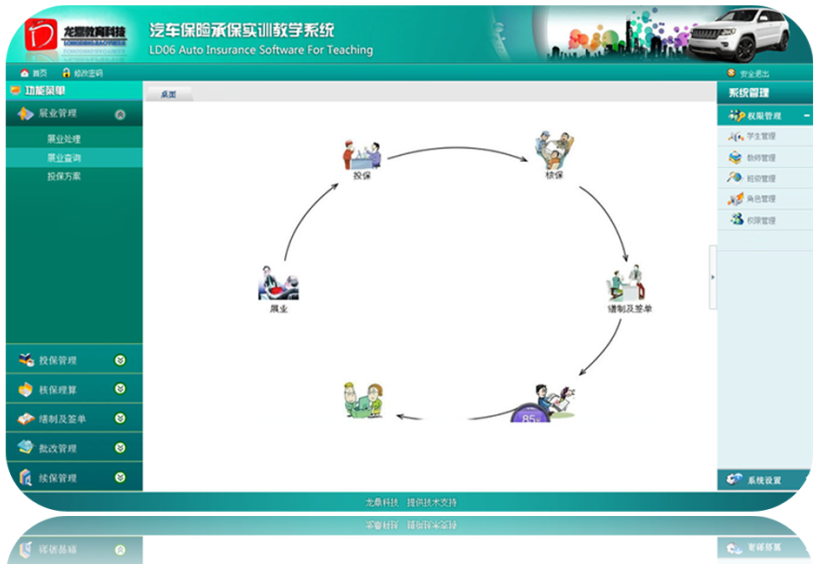 龙鼎教育科技
汽车保险承保实训教学系统
LD06 Auto Insurance Software For Teaching
首页 修改密码 安全退出
功能菜单 桌面 系统管理
展业管理 权限管理
展业处理 学生管理
展业查询 教师管理
投保方案 班级管理
角色管理
权限管理
投保 核保
展业 缮制及签单
85%
投保管理
核保理算
缮制及签单
批改管理
续保管理 系统设置
龙鼎科技 提供技术支持